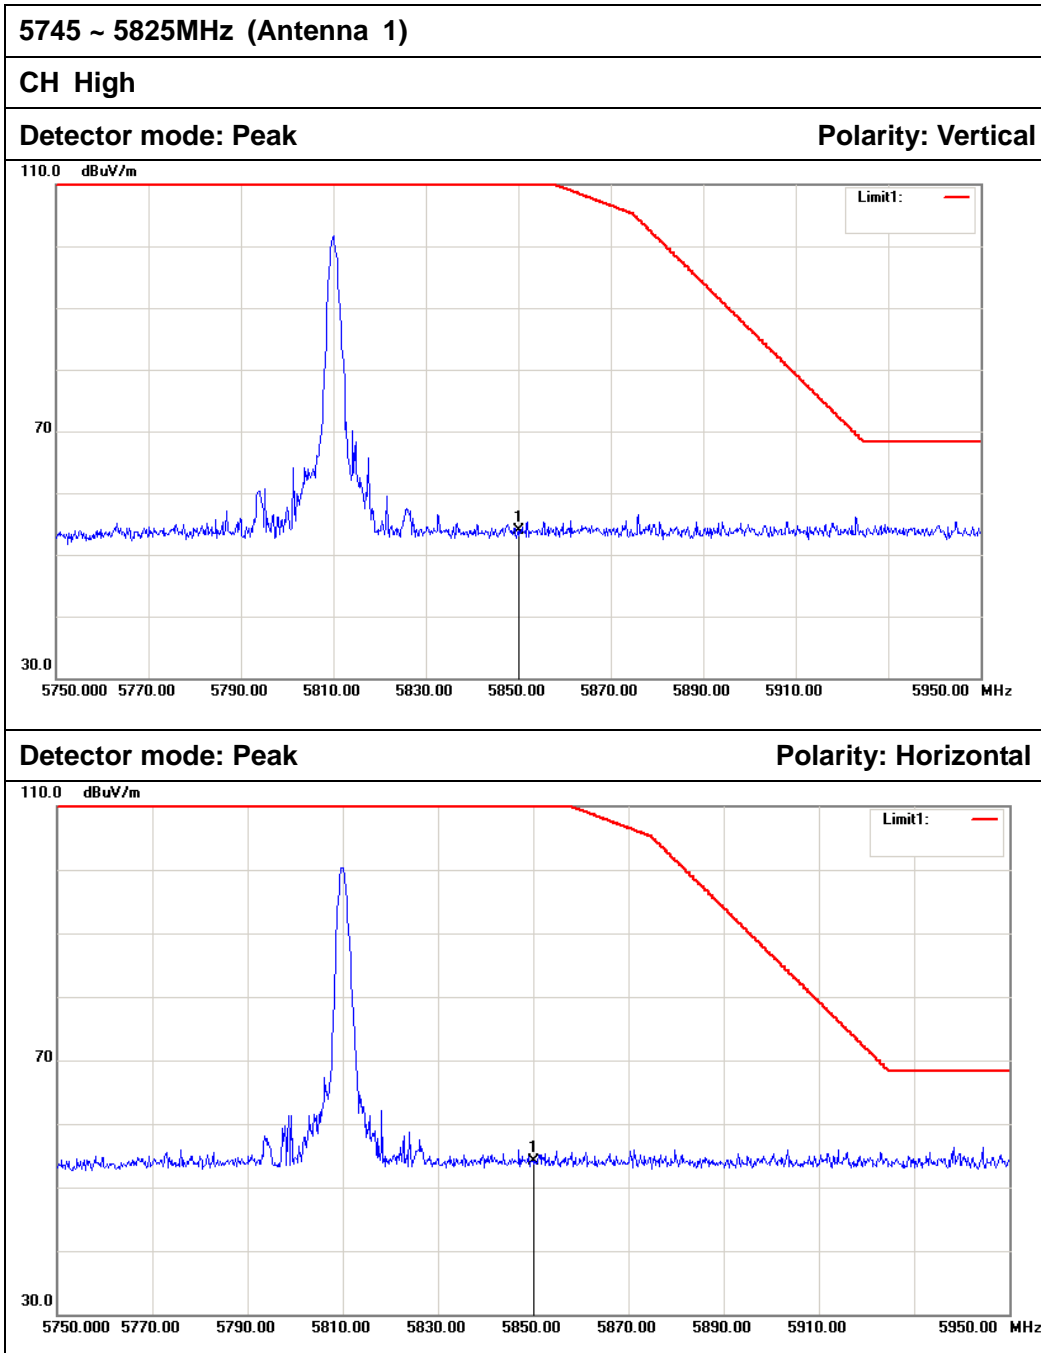 5745 ~ 5825MHz (Antenna 1)
CH High
Detector mode: Peak Polarity: Vertical
110.0 dBuV/m
Limit1:
70
1
30.0
5750.000 5770.00 5790.00 5810.00 5830.00 5850.00 5870.00 5890.00 5910.00 5950.00 MHz
Detector mode: Peak Polarity: Horizontal
110.0 dBuV/m
Limit1:
70
1
30.0
5750.000 5770.00 5790.00 5810.00 5830.00 5850.00 5870.00 5890.00 5910.00 5950.00 MHz